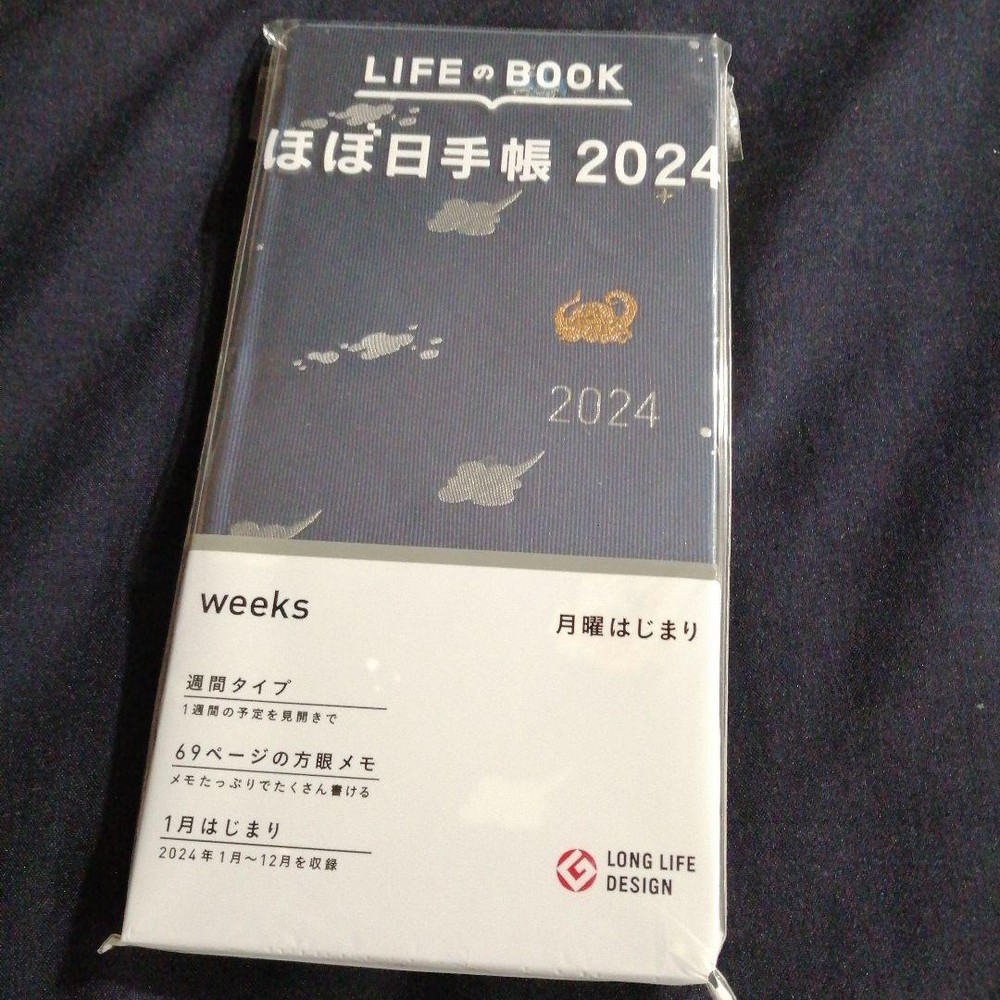 LIFEのBOOK
ほぼ日手帳 2024
2024
weeks
月曜はじまり
週間タイプ
1週間の予定を見開きで
69ページの方眼メモ
メモたっぷりでたくさん書ける
1月はじまり
2024年1月～12月を収録
LONG LIFE
DESIGN